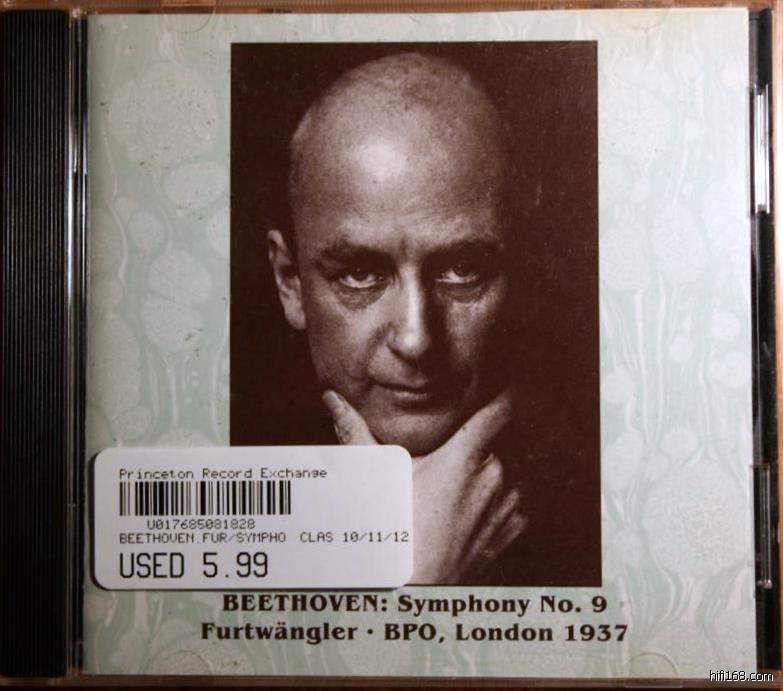 Princeton Record Exchange
U017685081828
BEETHOVEN.FUR/SYMPHO CLAS 10/11/12
USED 5.99
BEETHOVEN: Symphony No. 9
Furtwängler · BPO, London 1937
hifi168.com